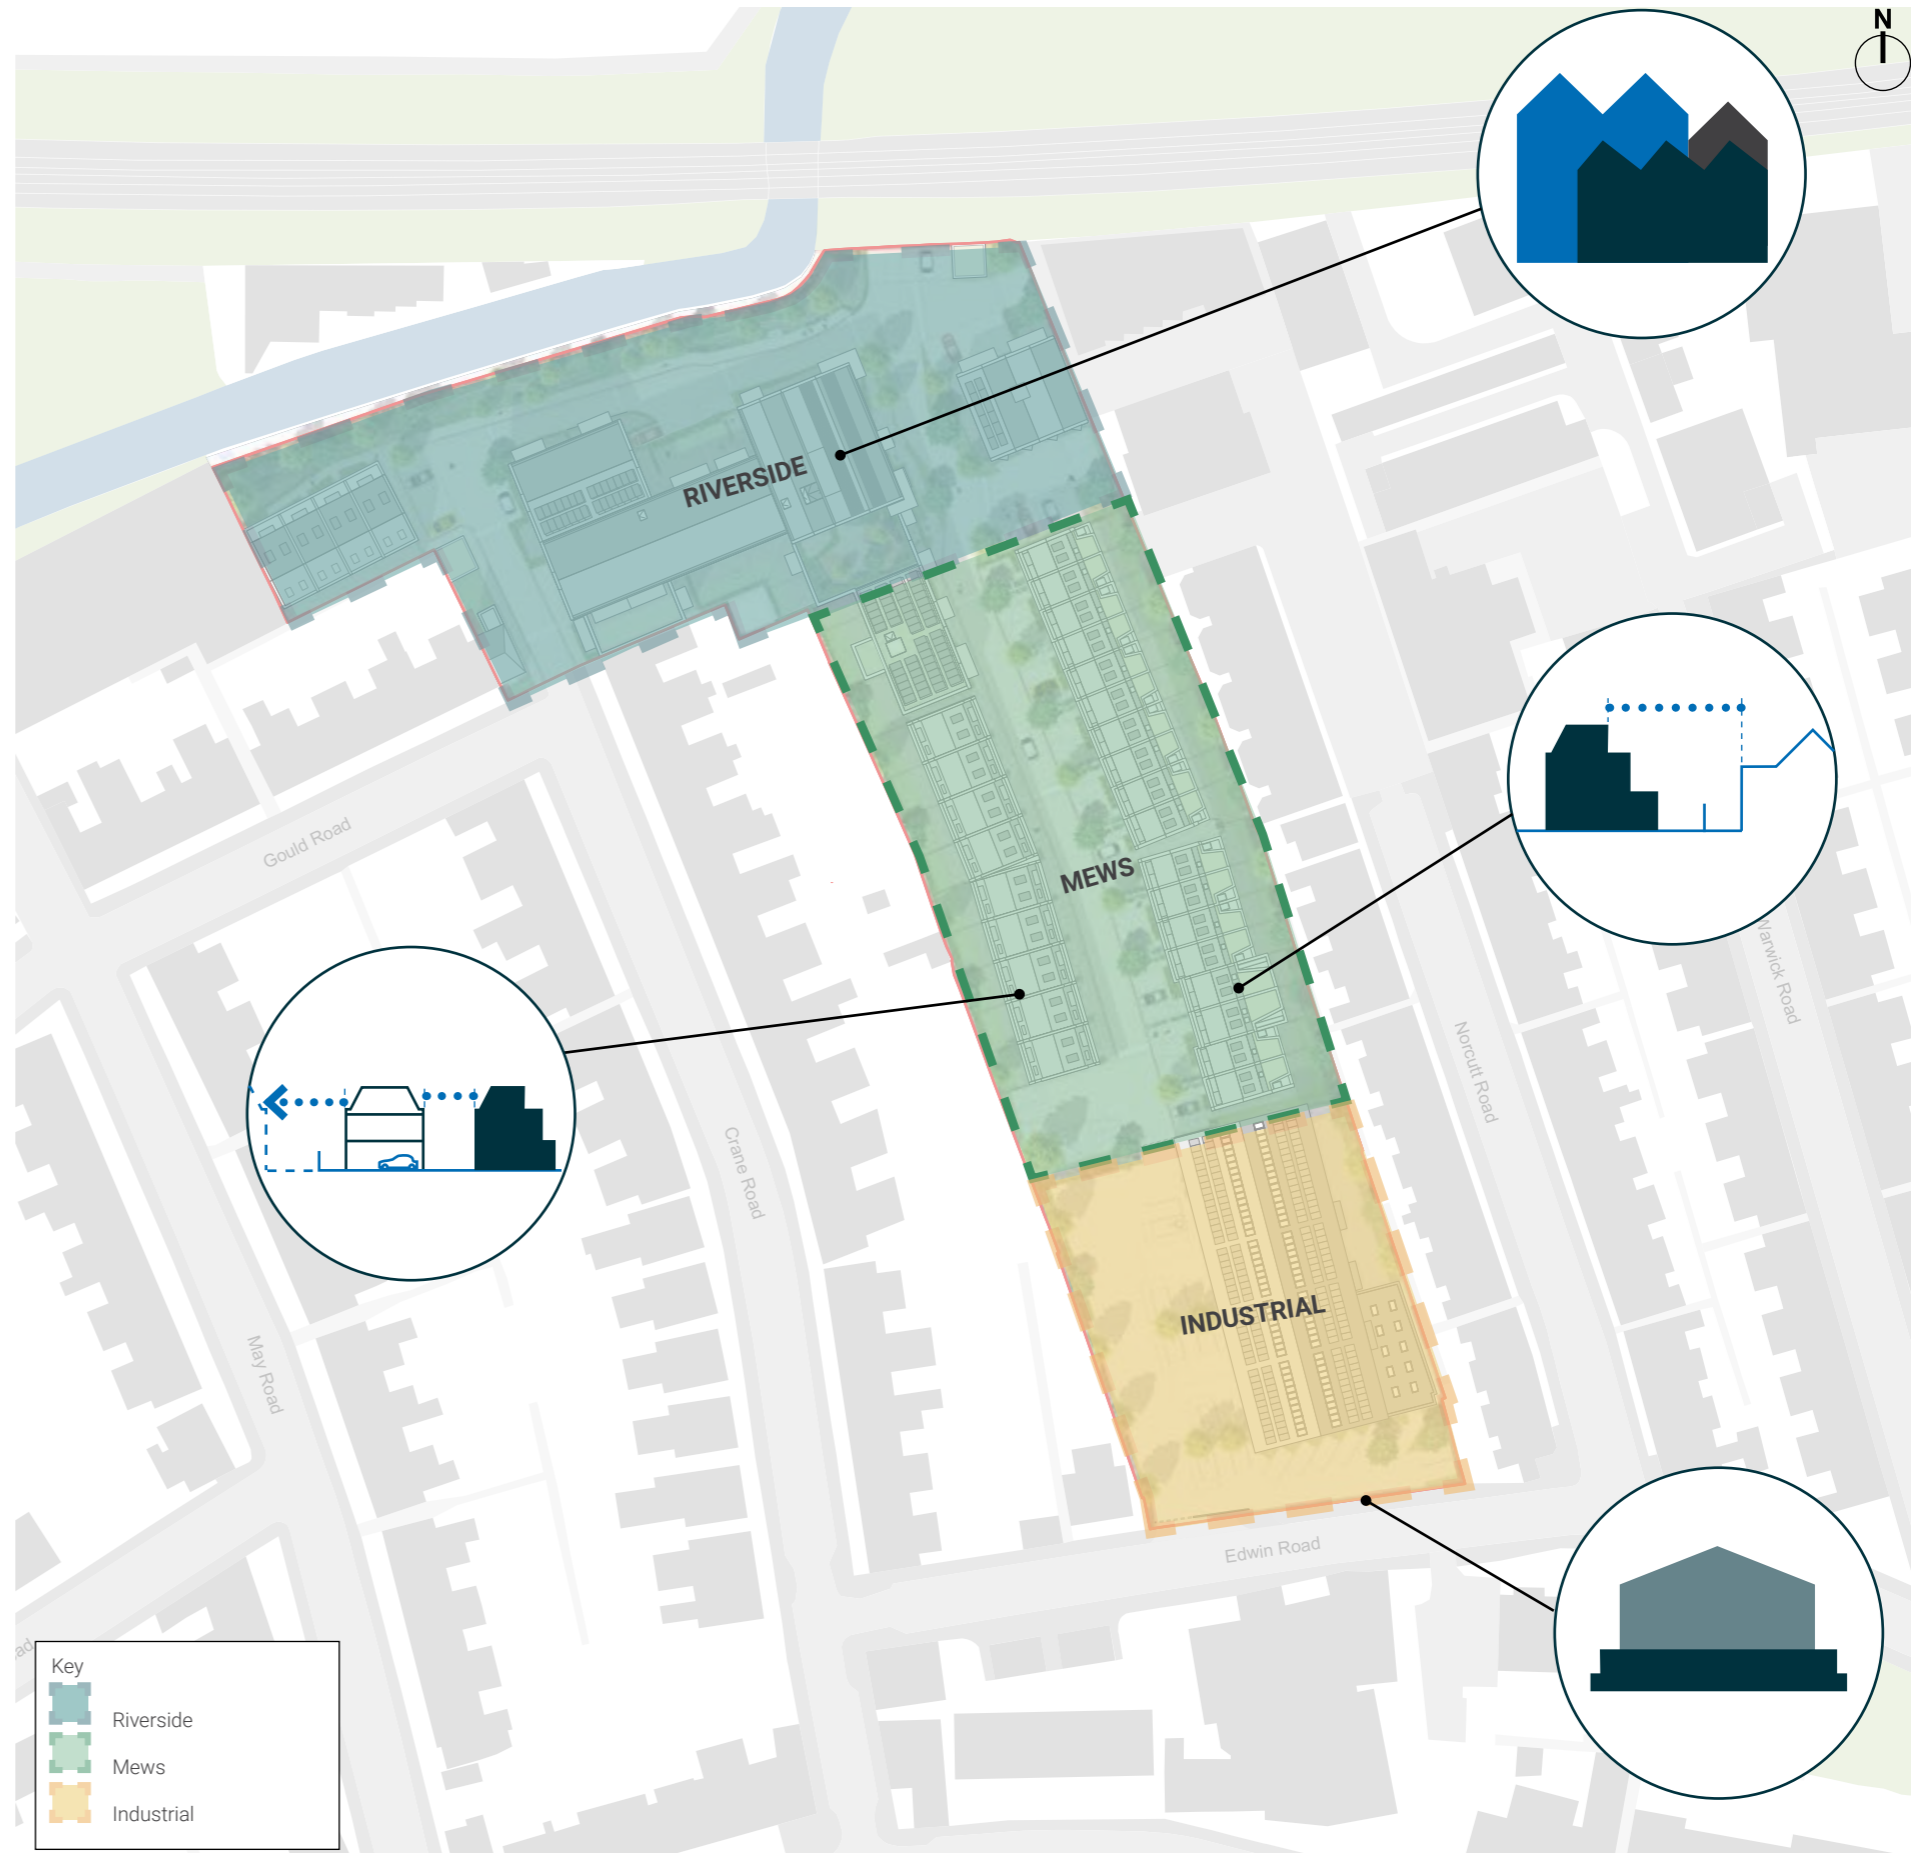 N
RIVERSIDE
Gould Road
MEWS
Warwick Road
Norcutt Road
Crane Road
INDUSTRIAL
May Road
Edwin Road
Key
Riverside
Mews
Industrial